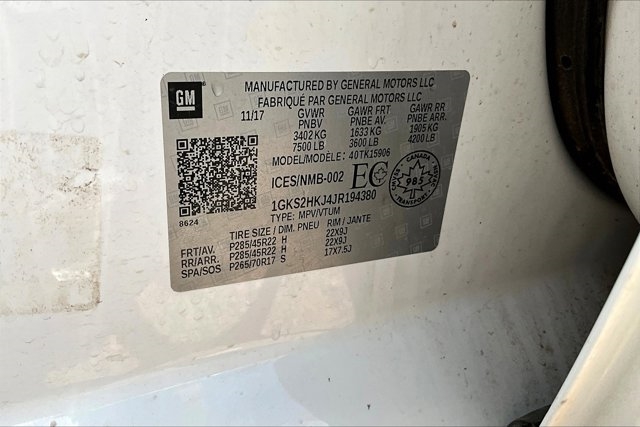 MANUFACTURED BY GENERAL MOTORS LLC
FABRIQUÉ PAR GENERAL MOTORS LLC
GM
11/17 GVWR GAWR FRT GAWR RR
PNBV PNBE AV. PNBE ARR.
3402 KG 1633 KG 1905 KG
7500 LB 3600 LB 4200 LB
MODEL/MODÈLE: 40TK15906
ICES/NMB-002 EC
CANADA
985
TRANSPORT
1GKS2HKJ4JR194380
8624
TYPE: MPV/VTUM
TIRE SIZE / DIM. PNEU RIM / JANTE
FRT/AV. P285/45R22 H 22X9J
RR/ARR. P285/45R22 H 22X9J
SPA/SOS P265/70R17 S 17X7.5J